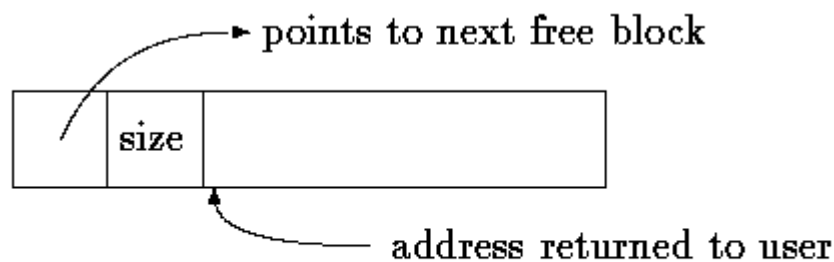 points to next free block
size
address returned to user